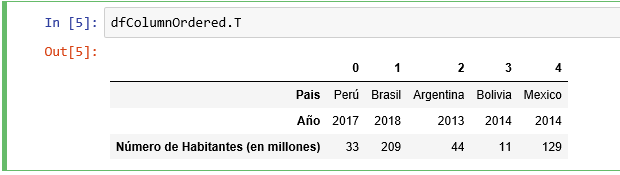 In [5]: dfColumnOrdered.T
Out[5]:
0 1 2 3 4
Pais Perú Brasil Argentina Bolivia Mexico
Año 2017 2018 2013 2014 2014
Número de Habitantes (en millones) 33 209 44 11 129